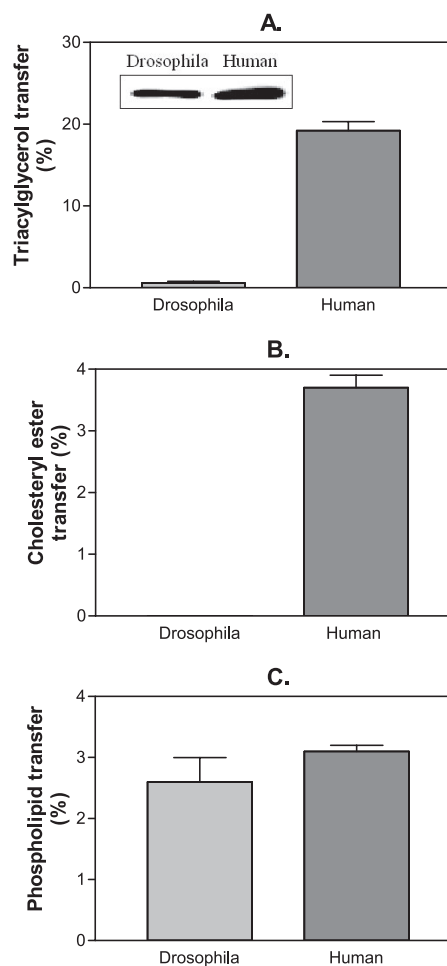 A.
Triacylglycerol transfer
(%)
30
20
10
0
Drosophila Human
Drosophila Human
B.
Cholesteryl ester
transfer (%)
4
3
2
1
0
Drosophila Human
C.
Phospholipid transfer
(%)
4
3
2
1
0
Drosophila Human